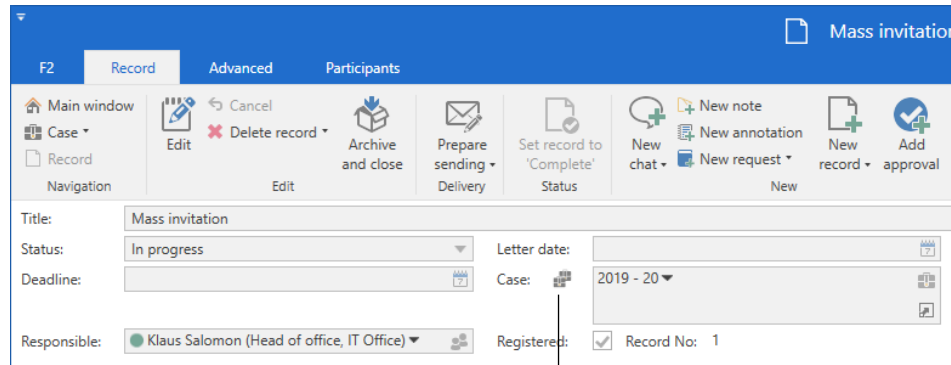 Mass invitation
F2 Record Advanced Participants
Main window
Case
Record
Navigation
Edit
Cancel
Delete record
Archive
and close
Edit
Prepare
sending
Delivery
Set record to
'Complete'
Status
New
chat
New note
New annotation
New request
New
record
Add
approval
New
Title: Mass invitation
Status: In progress Letter date: 7
Deadline: 7 Case: 2019 - 20
Responsible: Klaus Salomon (Head of office, IT Office) Registered: Record No: 1